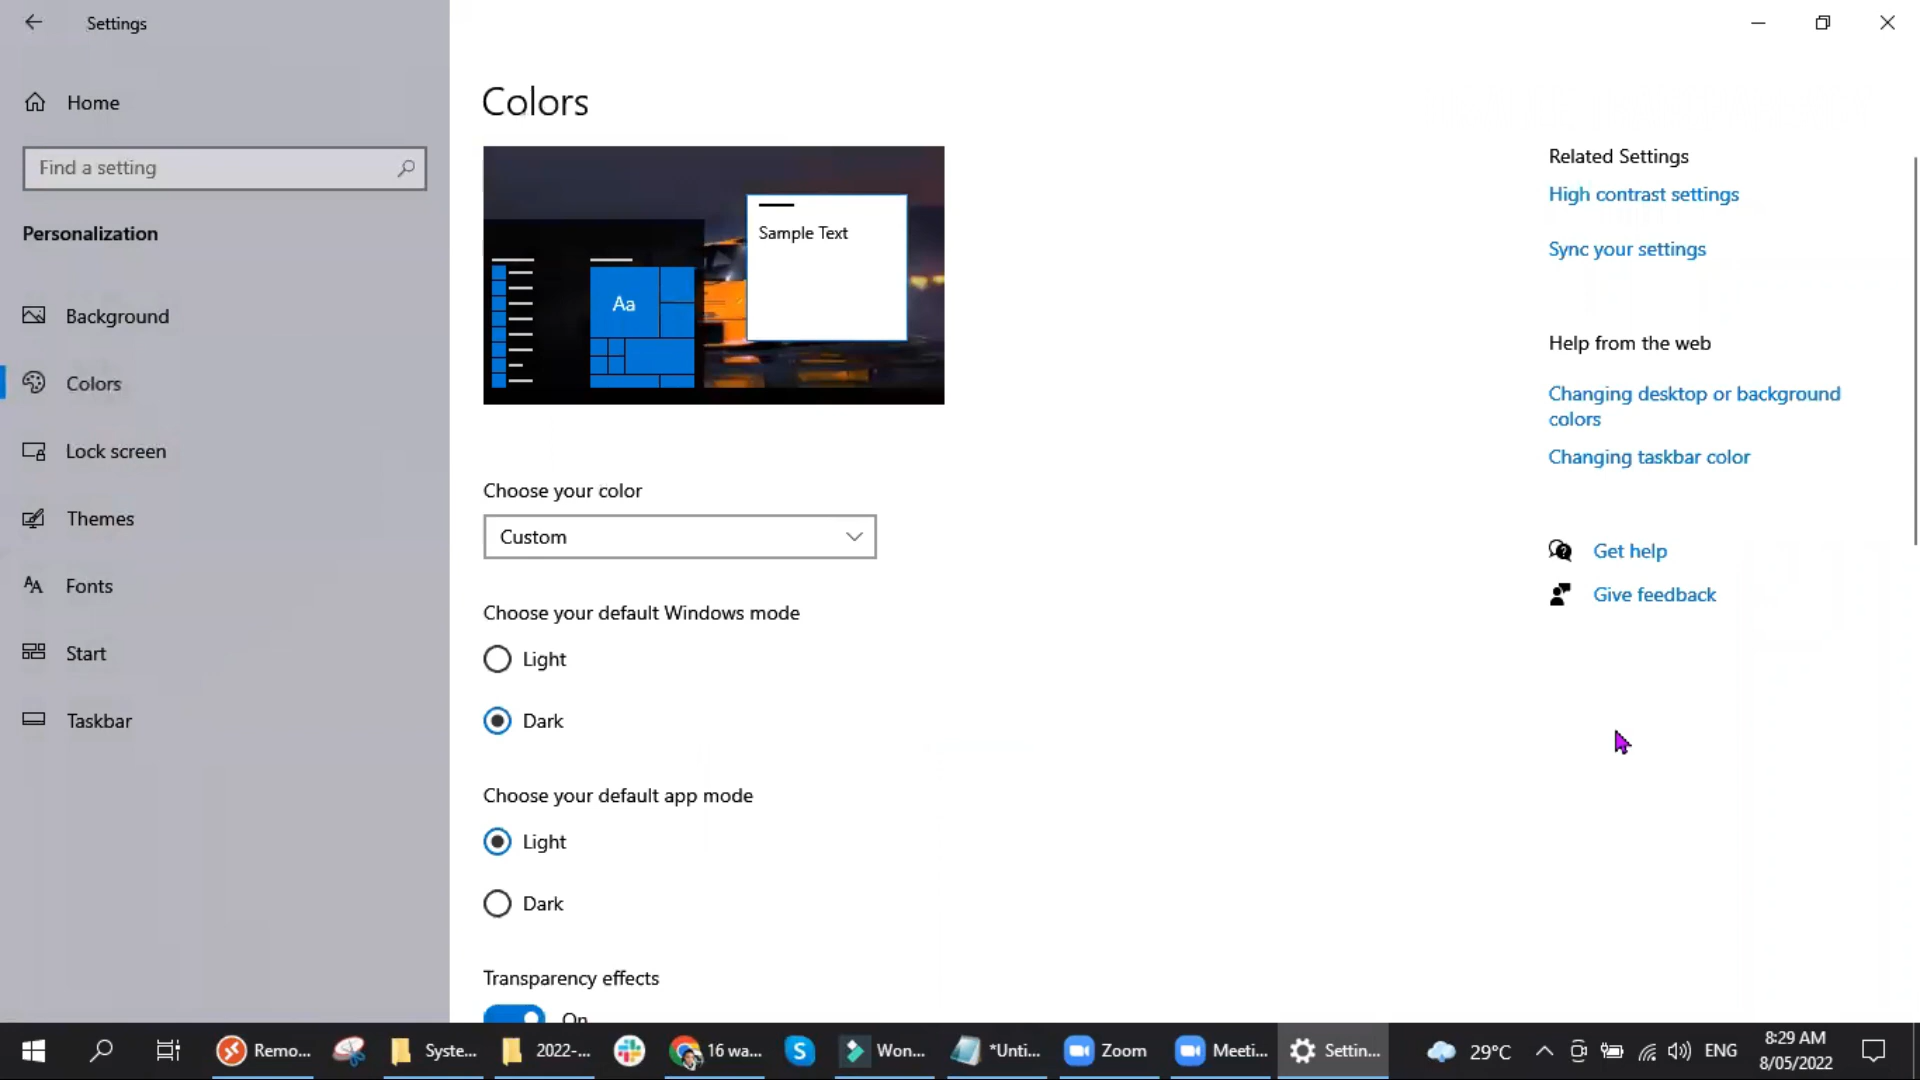 Settings
Home
Find a setting
Personalization
Background
Colors
Lock screen
Themes
Fonts
Start
Taskbar
Colors
Sample Text
Aa
Choose your color
Custom
Choose your default Windows mode
Light
Dark
Choose your default app mode
Light
Dark
Transparency effects
On
Related Settings
High contrast settings
Sync your settings
Help from the web
Changing desktop or background
colors
Changing taskbar color
Get help
Give feedback
Remo...
Syste...
2022-...
16 wa...
Won...
*Unti...
Zoom
Meeti...
Settin...
29°C
ENG
8:29 AM
8/05/2022